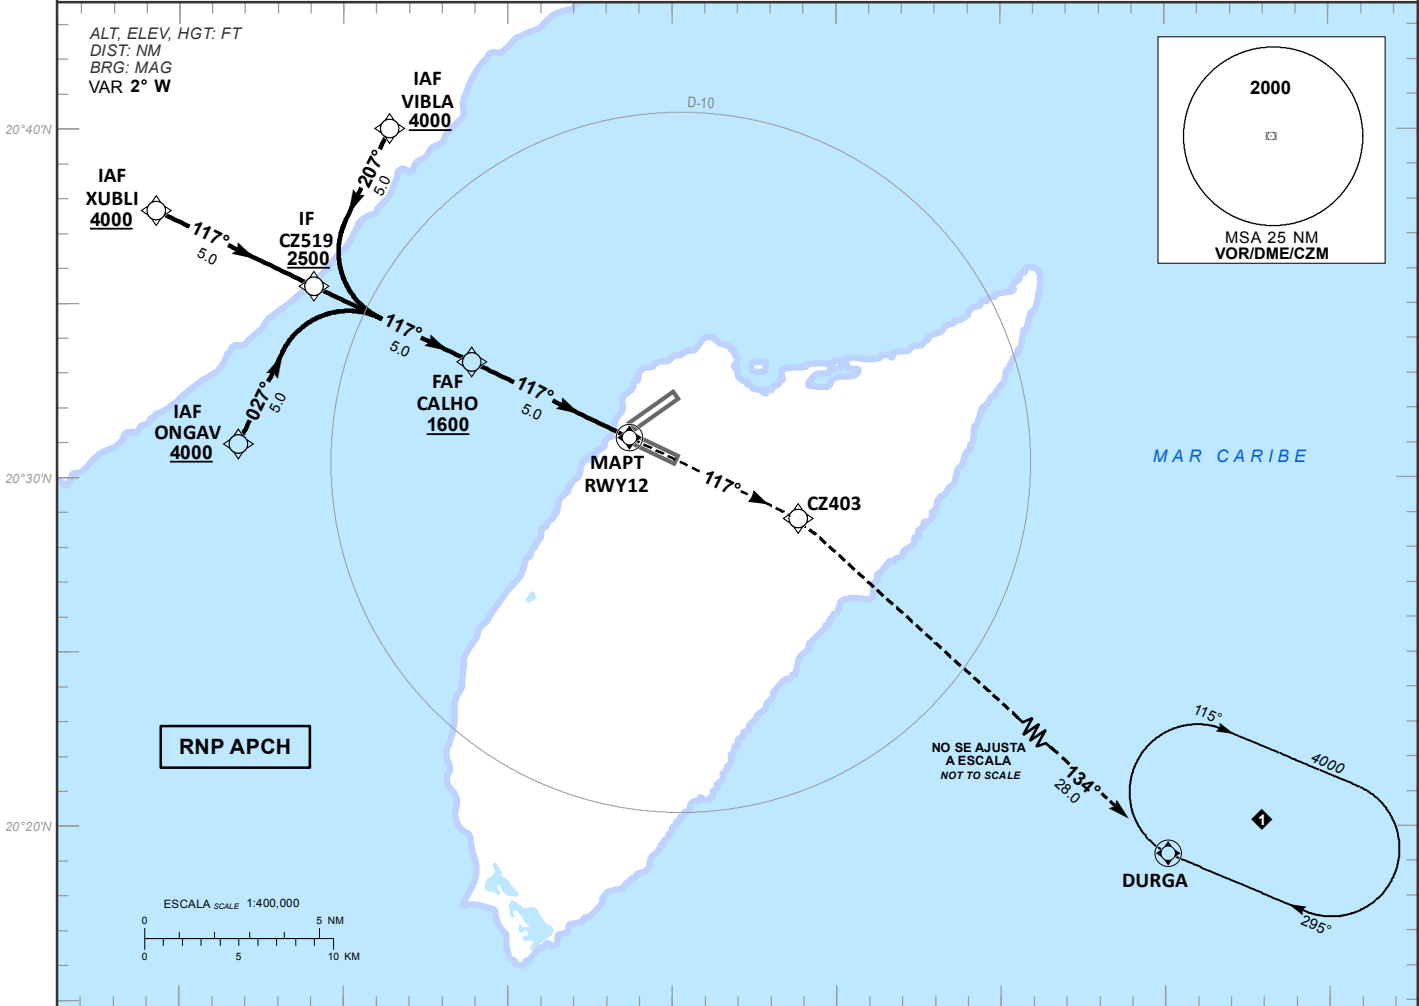 ALT, ELEV, HGT: FT
DIST: NM
BRG: MAG
VAR 2° W
IAF
VIBLA
4000
D-10
2000
MSA 25 NM
VOR/DME/CZM
20°40'N
207°
5.0
IAF
XUBLI
4000
117°
5.0
IF
CZ519
2500
117°
5.0
FAF
CALHO
1600
117°
5.0
027°
5.0
IAF
ONGAV
4000
MAPT
RWY12
117°
CZ403
MAR CARIBE
20°30'N
RNP APCH
NO SE AJUSTA
A ESCALA
NOT TO SCALE
134°
28.0
115°
4000
1
295°
DURGA
20°20'N
ESCALA SCALE 1:400,000
0 5 NM
0 5 10 KM